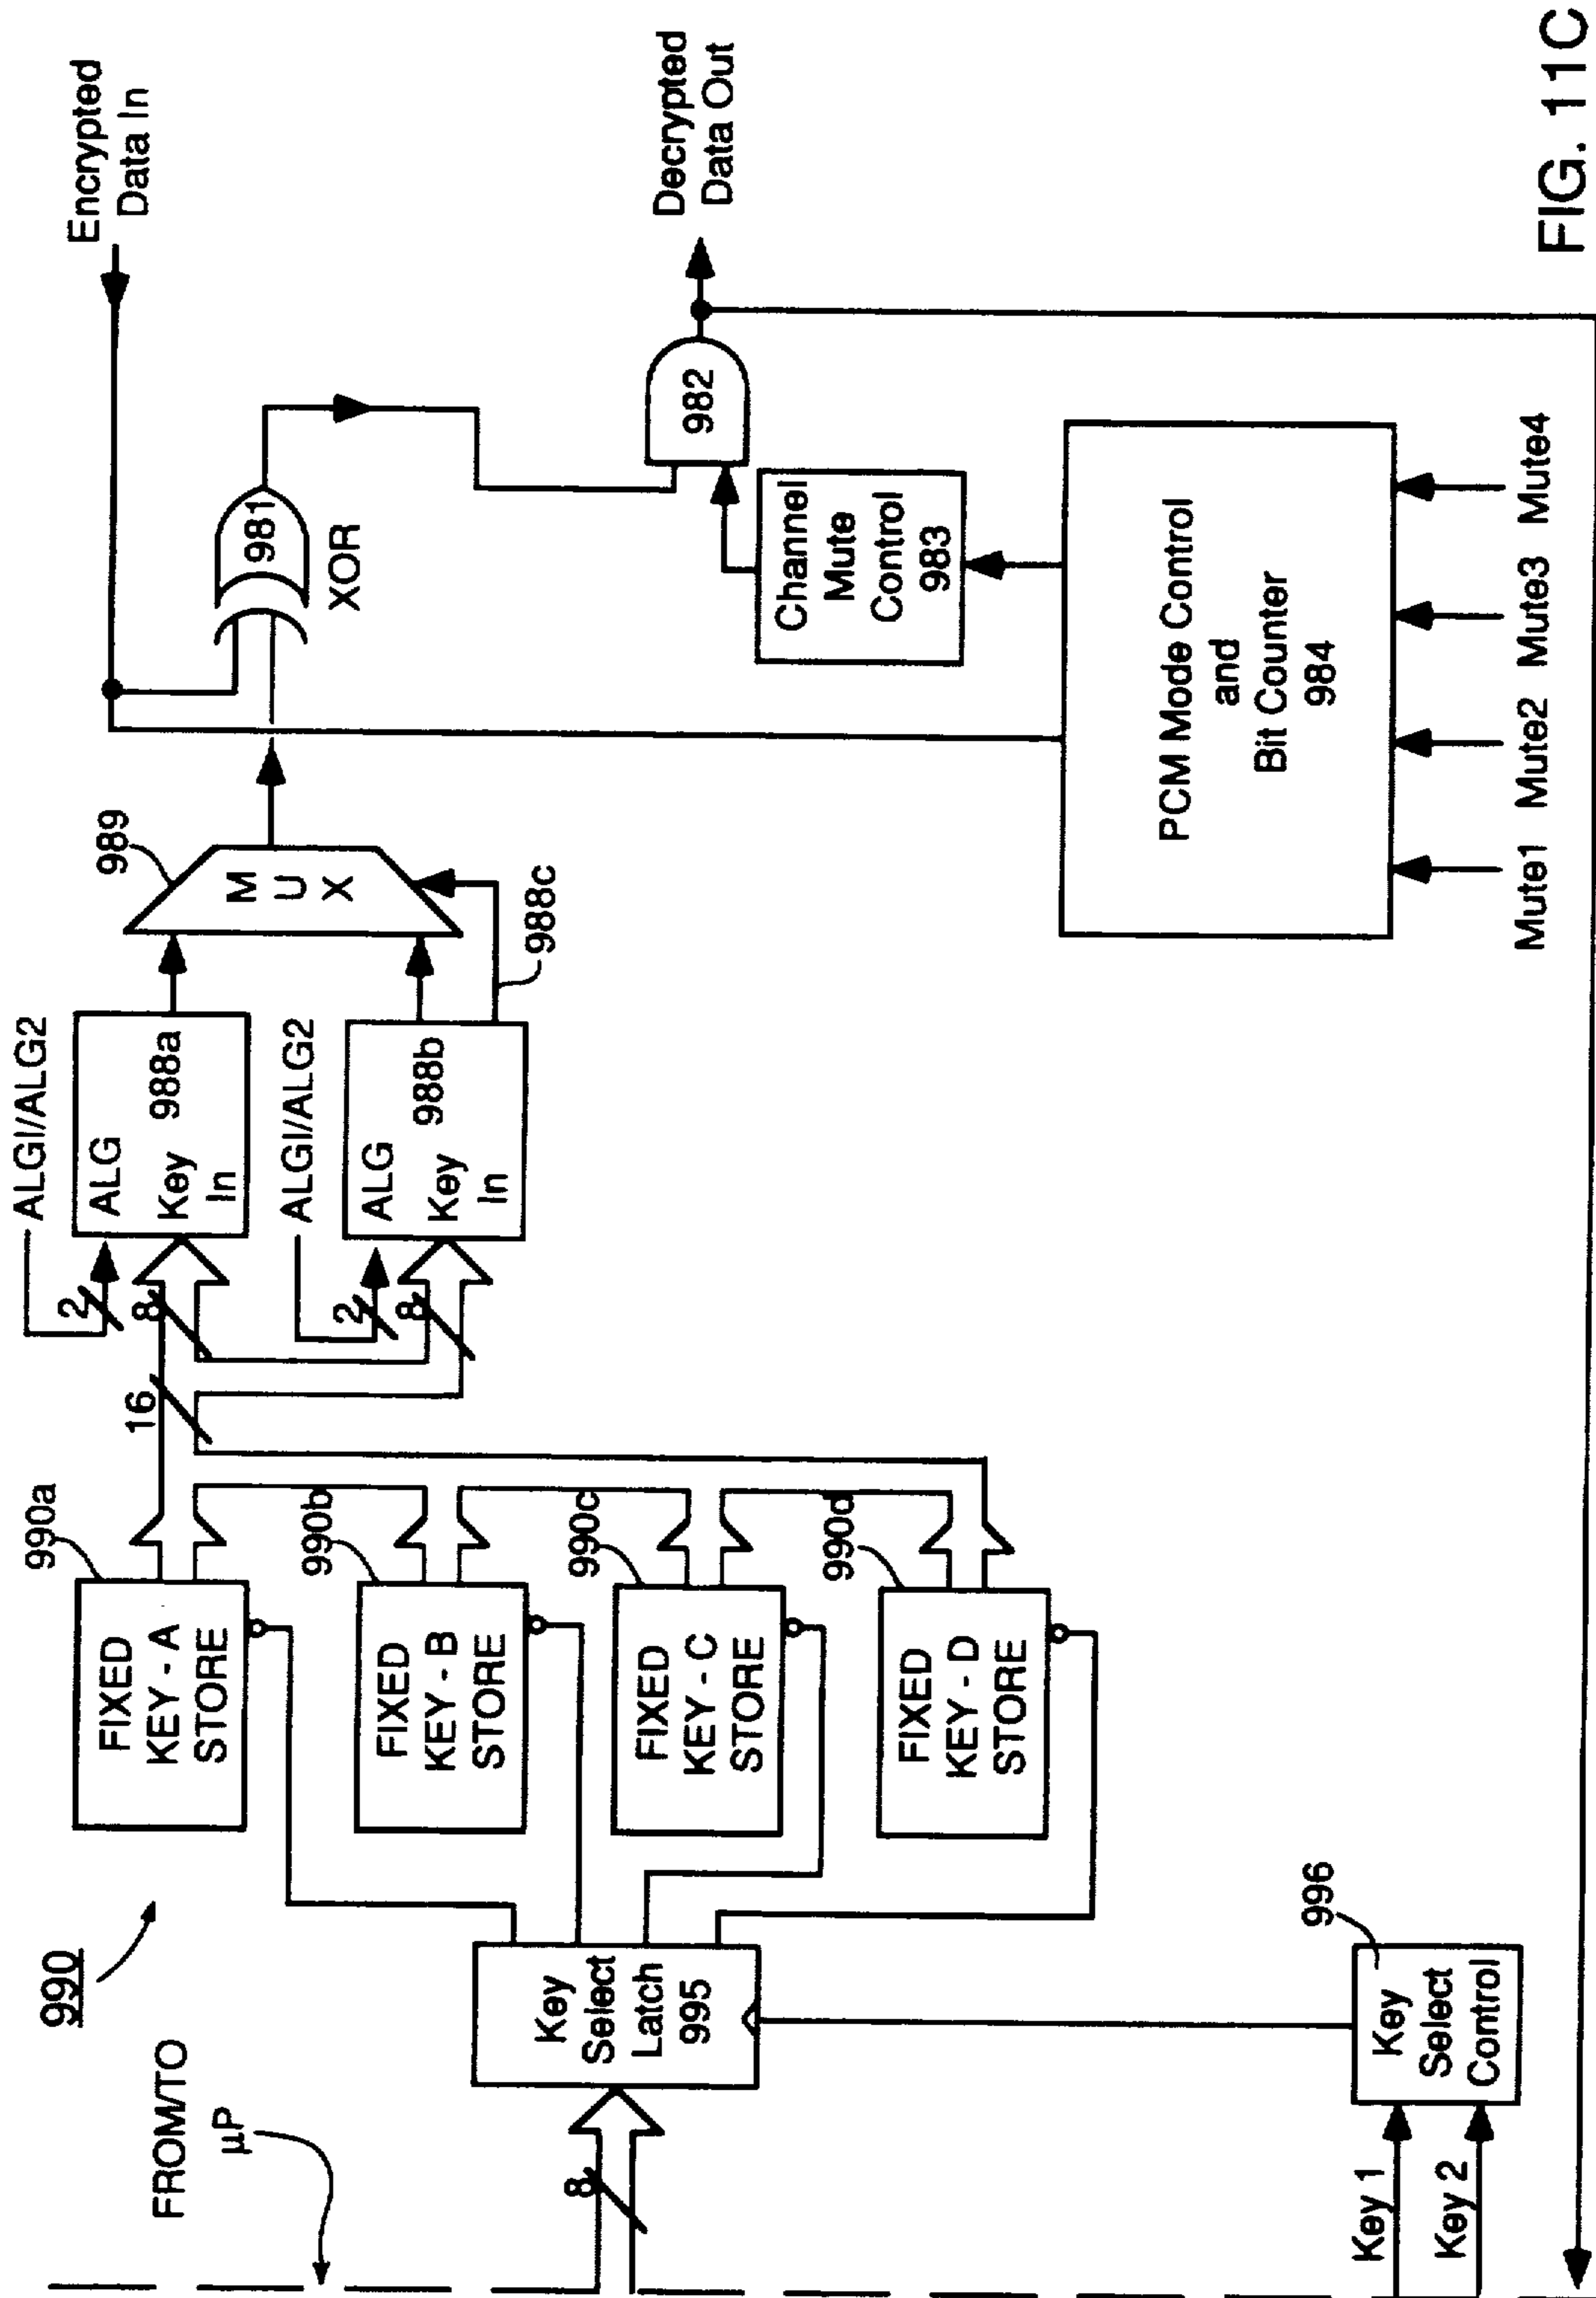 990
FROM/TO
µP
8
Key
Select
Latch
995
Key 1
Key 2
Key
Select
Control
996
FIXED
KEY - A
STORE
990a
FIXED
KEY - B
STORE
990b
FIXED
KEY - C
STORE
990c
FIXED
KEY - D
STORE
990d
16
8
2
ALGI/ALG2
ALG
Key 988a
In
8
2
ALGI/ALG2
ALG
Key 988b
In
988c
989
M
U
X
981
XOR
Encrypted
Data In
982
Decrypted
Data Out
Channel
Mute
Control
983
PCM Mode Control
and
Bit Counter
984
Mute1
Mute2
Mute3
Mute4
FIG. 11C